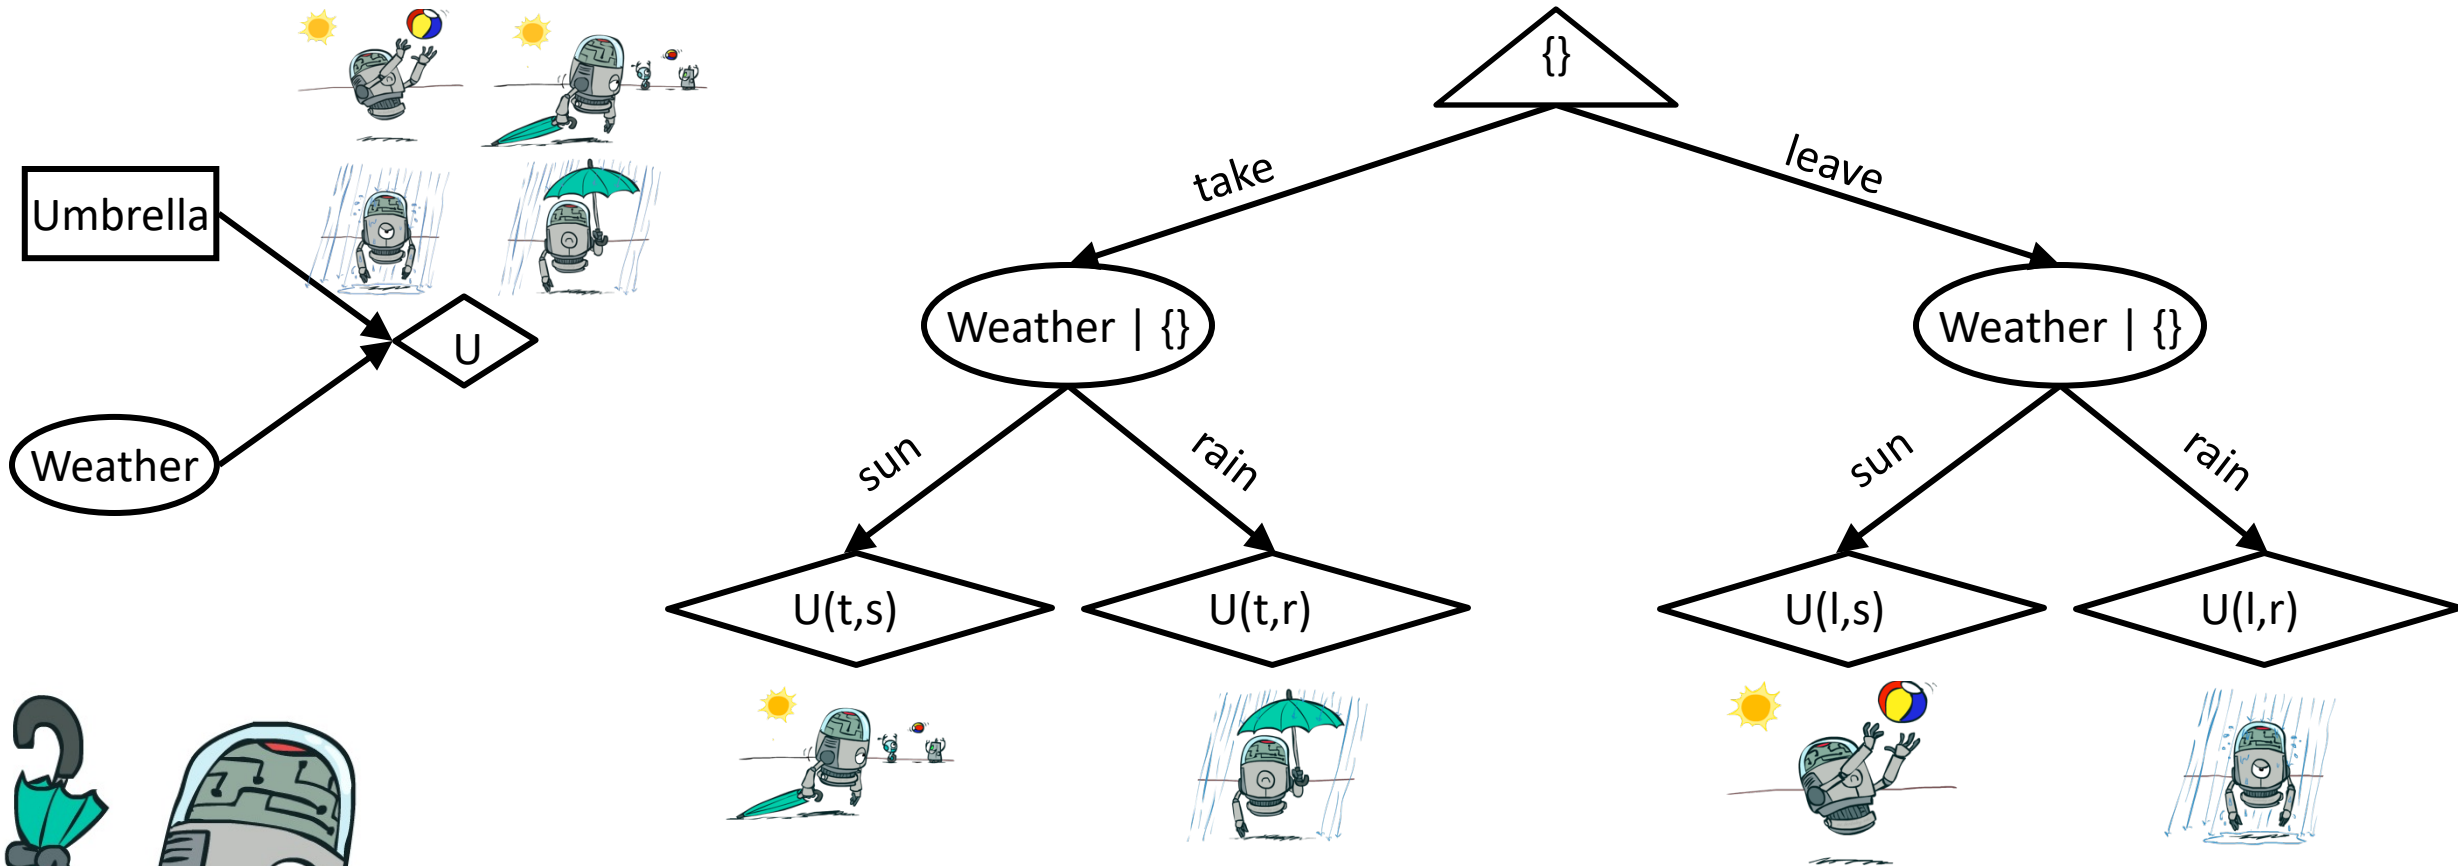 {}
take
leave
Umbrella
U
Weather
Weather | {}
Weather | {}
sun
rain
sun
rain
U(t,s)
U(t,r)
U(l,s)
U(l,r)